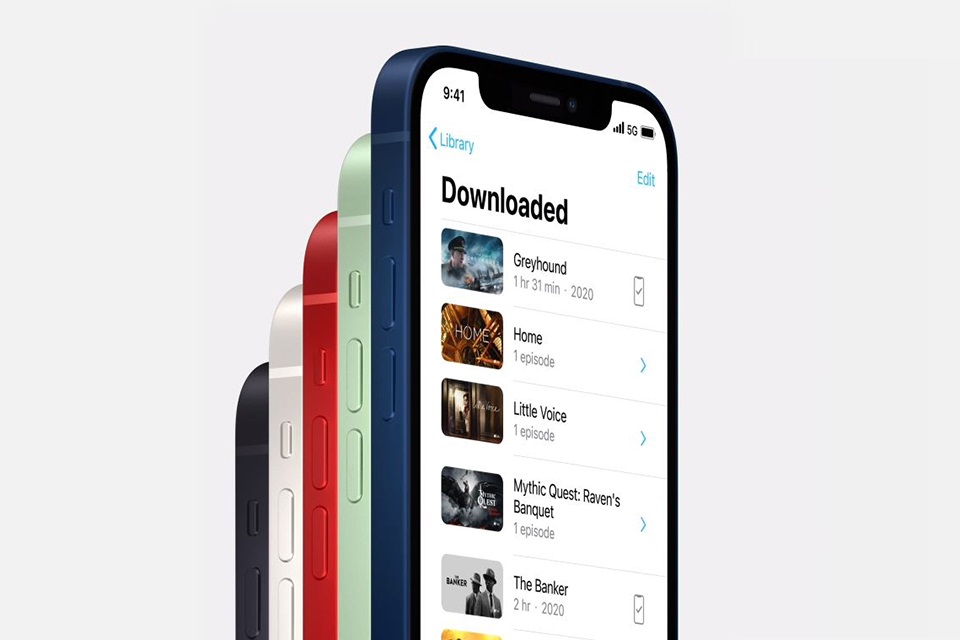 9:41
5G
Library
Edit
Downloaded
Greyhound
1 hr 31 min · 2020
HOME
Home
1 episode
Little Voice
1 episode
MYTHIC
QUEST
Mythic Quest: Raven's
Banquet
1 episode
THE
BANKER
The Banker
2 hr · 2020